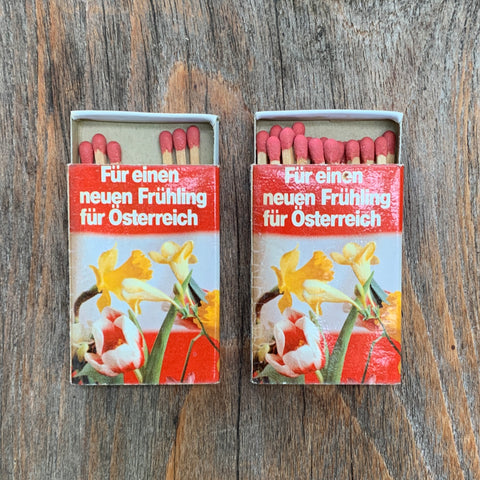 Für einen
neuen Frühling
für Österreich
Für einen
neuen Frühling
für Österreich